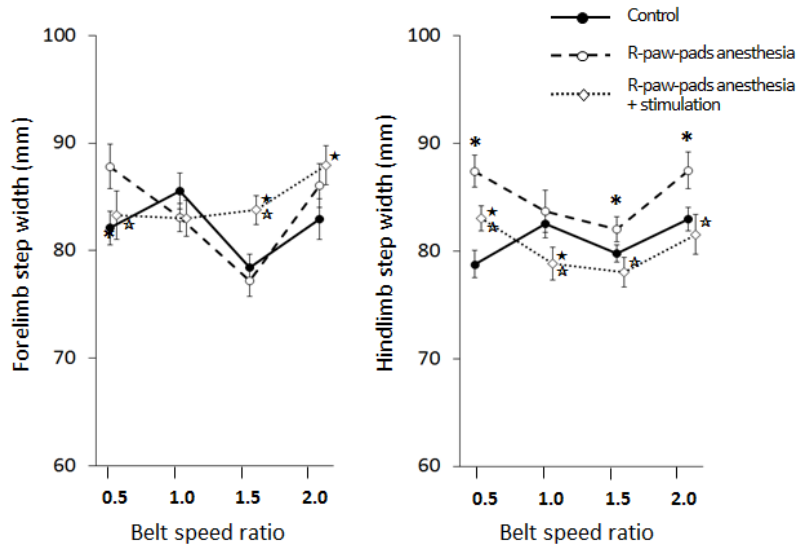 Control
R-paw-pads anesthesia
R-paw-pads anesthesia
+ stimulation
Forelimb step width (mm)
100
90
80
70
60
*
☆
★
☆
★
0.5 1.0 1.5 2.0
Belt speed ratio
Hindlimb step width (mm)
100
90
80
70
60
*
*
*
★
☆
★
☆
☆
☆
0.5 1.0 1.5 2.0
Belt speed ratio